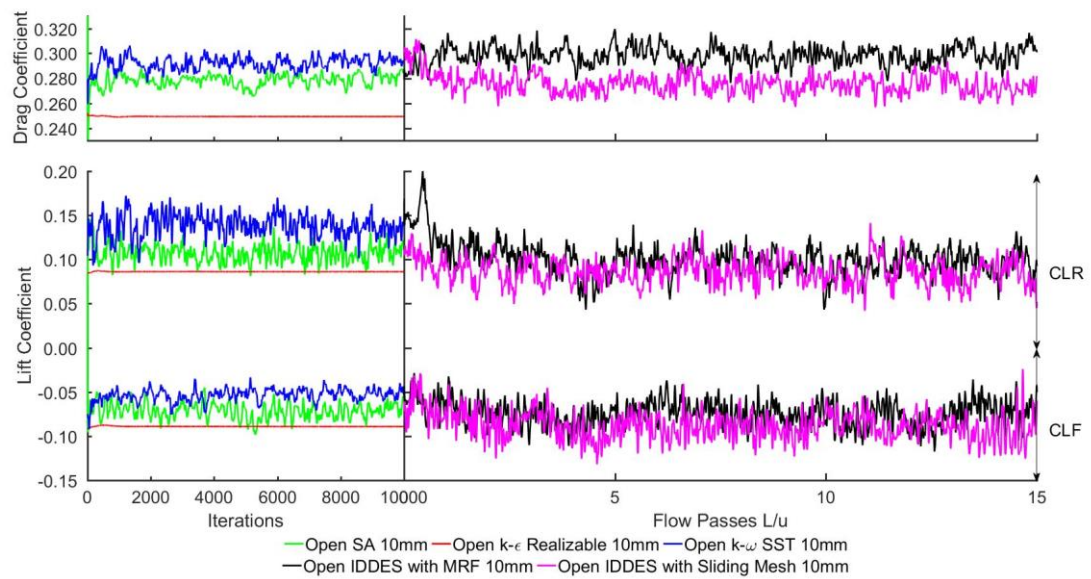 Drag Coefficient
0.320
0.300
0.280
0.260
0.240
Lift Coefficient
0.20
0.15
0.10
0.05
0.00
-0.05
-0.10
-0.15
CLR
CLF
0 2000 4000 6000 8000 10000 5 10 15
Iterations Flow Passes L/u
Open SA 10mm Open k-ϵ Realizable 10mm Open k-ω SST 10mm
Open IDDES with MRF 10mm Open IDDES with Sliding Mesh 10mm